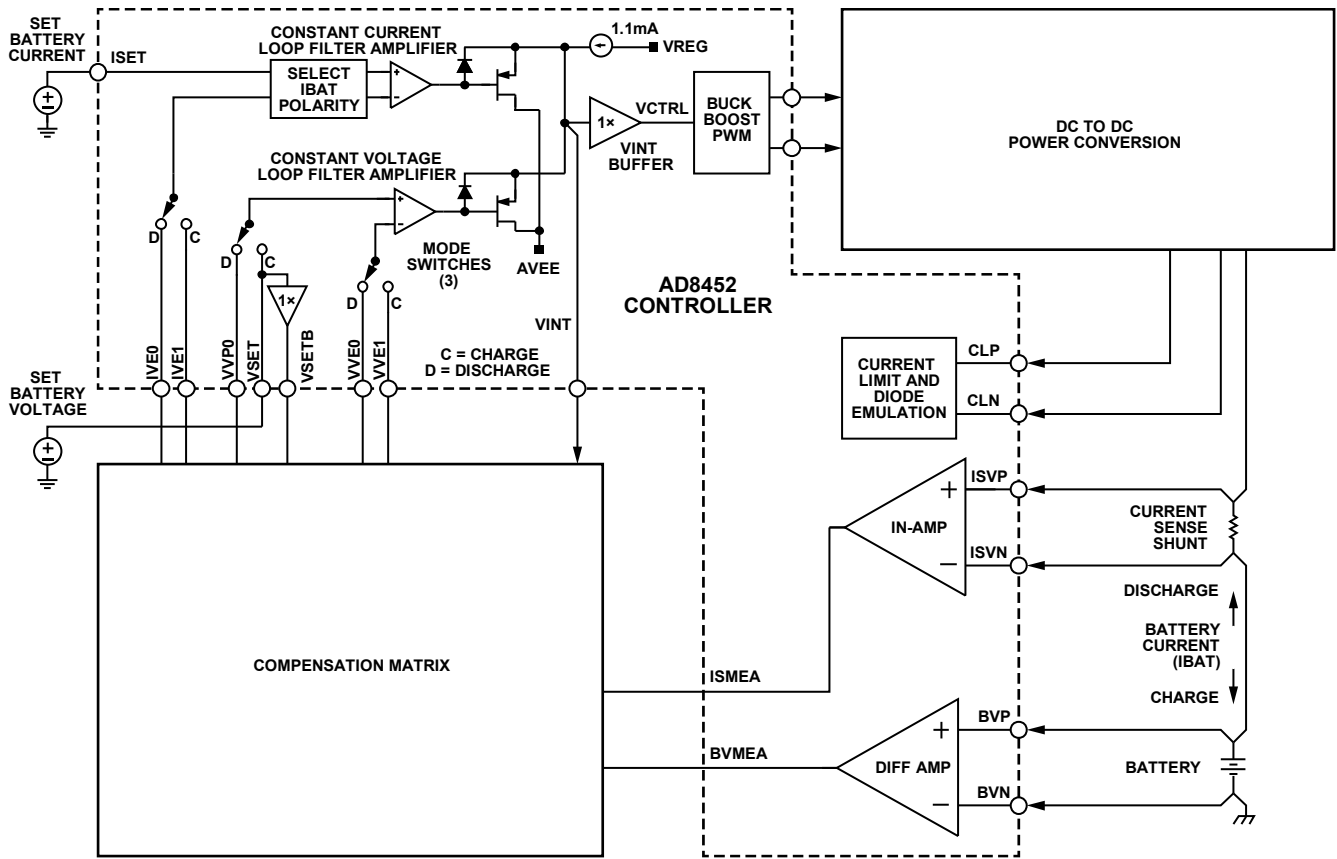 SET
BATTERY
CURRENT
ISET
CONSTANT CURRENT
LOOP FILTER AMPLIFIER
SELECT
IBAT
POLARITY
+
–
1.1mA
VREG
1×
VCTRL
VINT
BUFFER
BUCK
BOOST
PWM
DC TO DC
POWER CONVERSION
CONSTANT VOLTAGE
LOOP FILTER AMPLIFIER
+
–
MODE
SWITCHES
(3)
AVEE
D
C
D
C
1×
D
C
AD8452
CONTROLLER
VINT
IVE0
IVE1
VVP0
VSET
VSETB
VVE0
VVE1
C = CHARGE
D = DISCHARGE
SET
BATTERY
VOLTAGE
CURRENT
LIMIT AND
DIODE
EMULATION
CLP
CLN
+
IN-AMP
–
ISVP
ISVN
CURRENT
SENSE
SHUNT
DISCHARGE
BATTERY
CURRENT
(IBAT)
CHARGE
COMPENSATION MATRIX
ISMEA
BVMEA
+
DIFF AMP
–
BVP
BVN
BATTERY